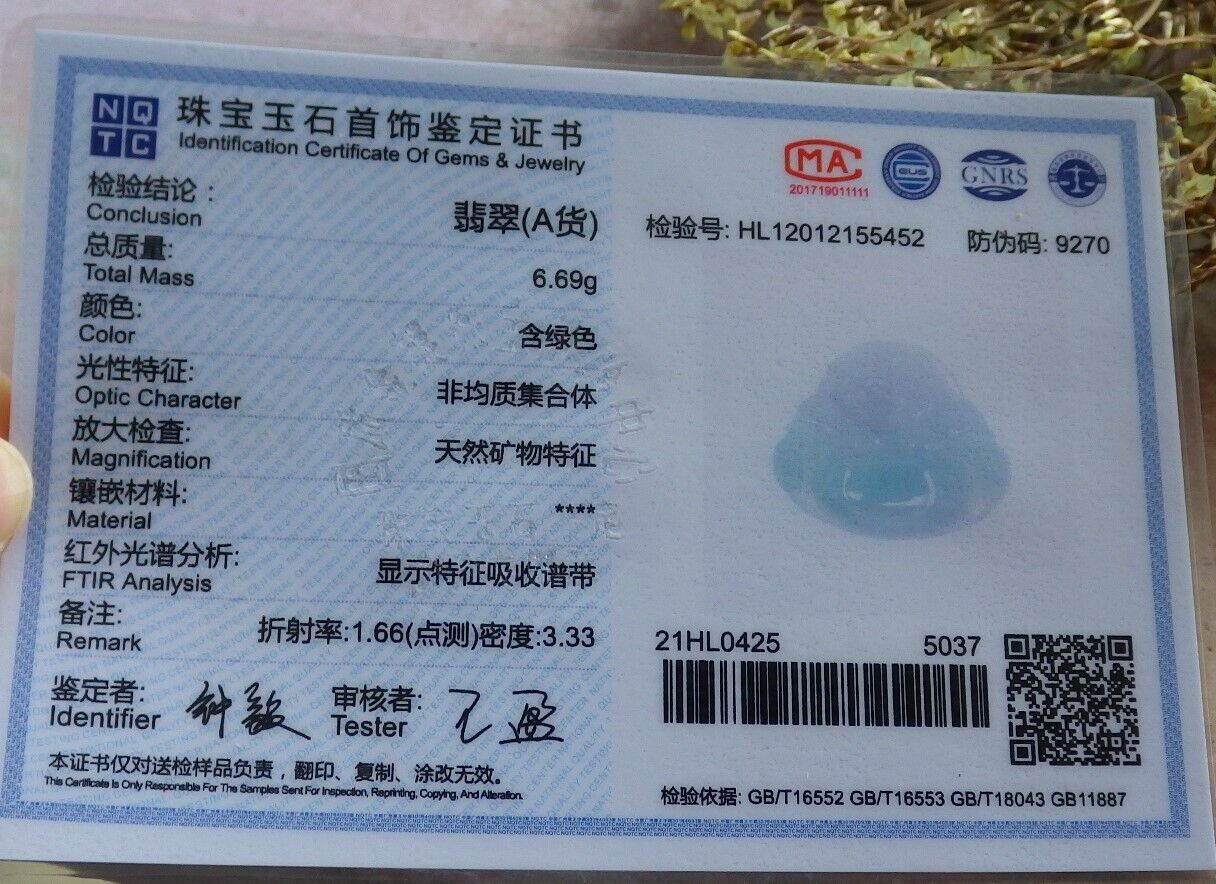 NQ
TC
珠宝玉石首饰鉴定证书
Identification Certificate Of Gems & Jewelry
检验结论：
Conclusion
翡翠(A货)
总质量:
Total Mass
6.69g
颜色:
Color
含绿色
光性特征:
Optic Character
非均质集合体
放大检查:
Magnification
天然矿物特征
镶嵌材料:
Material
****
红外光谱分析:
FTIR Analysis
显示特征吸收谱带
备注:
Remark
折射率:1.66(点测)密度:3.33
鉴定者:
Identifier
审核者:
Tester
本证书仅对送检样品负责，翻印、复制、涂改无效。
This Certificate Is Only Responsible For The Samples Sent For Inspection, Reprinting, Copying, And Alteration.
MA
201719011111
GNRS
检验号: HL12012155452 防伪码: 9270
21HL0425 5037
检验依据: GB/T16552 GB/T16553 GB/T18043 GB11887